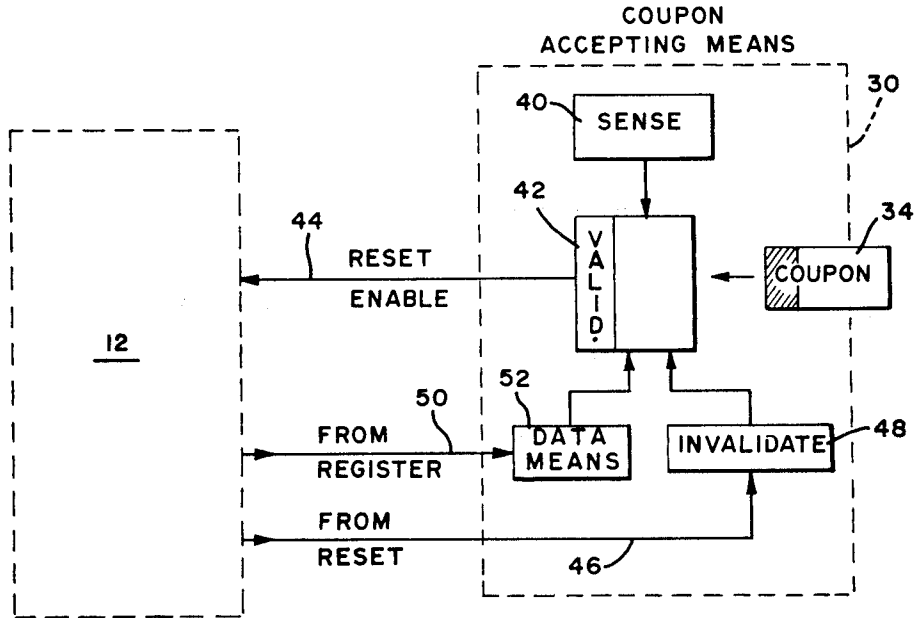 COUPON
ACCEPTING MEANS
30
40
SENSE
42
VALID.
34
COUPON
44
RESET
ENABLE
12
50
FROM
REGISTER
52
DATA
MEANS
INVALIDATE
48
FROM
RESET
46